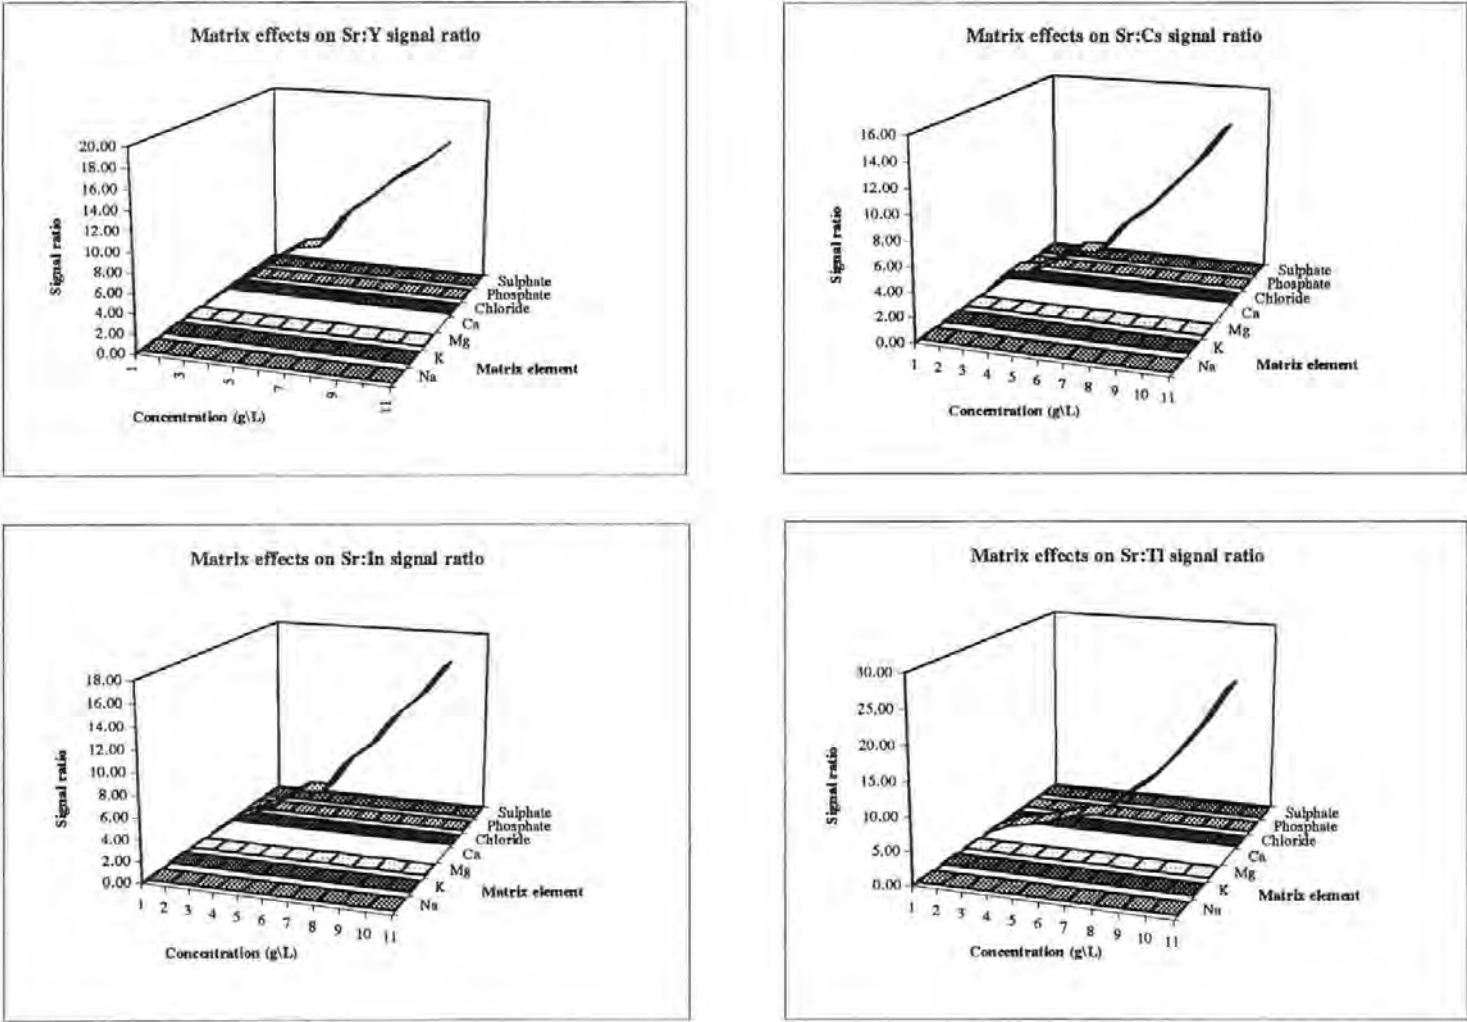 Matrix effects on Sr:Y signal ratio
20.00
18.00
16.00
14.00
12.00
10.00
8.00
6.00
4.00
2.00
0.00
Signal ratio
1
3
5
7
9
11
Concentration (g\L)
Sulphate
Phosphate
Chloride
Ca
Mg
K
Na
Matrix element
Matrix effects on Sr:Cs signal ratio
16.00
14.00
12.00
10.00
8.00
6.00
4.00
2.00
0.00
Signal ratio
1 2 3 4 5 6 7 8 9 10 11
Concentration (g\L)
Sulphate
Phosphate
Chloride
Ca
Mg
K
Na
Matrix element
Matrix effects on Sr:In signal ratio
18.00
16.00
14.00
12.00
10.00
8.00
6.00
4.00
2.00
0.00
Signal ratio
1 2 3 4 5 6 7 8 9 10 11
Concentration (g\L)
Sulphate
Phosphate
Chloride
Ca
Mg
K
Na
Matrix element
Matrix effects on Sr:Tl signal ratio
30.00
25.00
20.00
15.00
10.00
5.00
0.00
Signal ratio
1 2 3 4 5 6 7 8 9 10 11
Concentration (g\L)
Sulphate
Phosphate
Chloride
Ca
Mg
K
Na
Matrix element